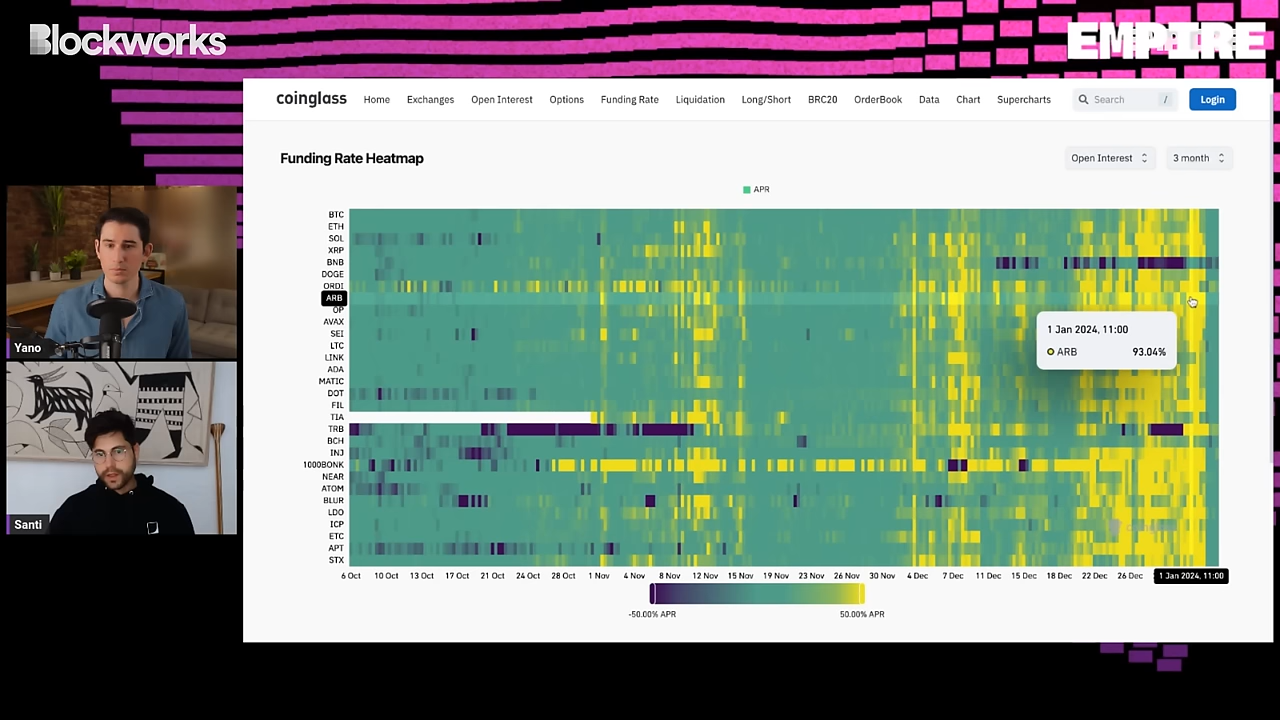 Blockworks
EMPIRE
coinglass Home Exchanges Open Interest Options Funding Rate Liquidation Long/Short BRC20 OrderBook Data Chart Supercharts Search / Login
Funding Rate Heatmap
Open Interest 3 month
APR
BTC
ETH
SOL
XRP
BNB
DOGE
ORDI
ARB
OP
AVAX
SEI
LTC
LINK
ADA
MATIC
DOT
FIL
TIA
TRB
BCH
INJ
1000BONK
NEAR
ATOM
BLUR
LDO
ICP
ETC
APT
STX
1 Jan 2024, 11:00
ARB 93.04%
6 Oct 10 Oct 13 Oct 17 Oct 21 Oct 24 Oct 28 Oct 1 Nov 4 Nov 8 Nov 12 Nov 15 Nov 19 Nov 23 Nov 26 Nov 30 Nov 4 Dec 7 Dec 11 Dec 15 Dec 18 Dec 22 Dec 26 Dec 1 Jan 2024, 11:00
-50.00% APR 50.00% APR
Yano
Santi